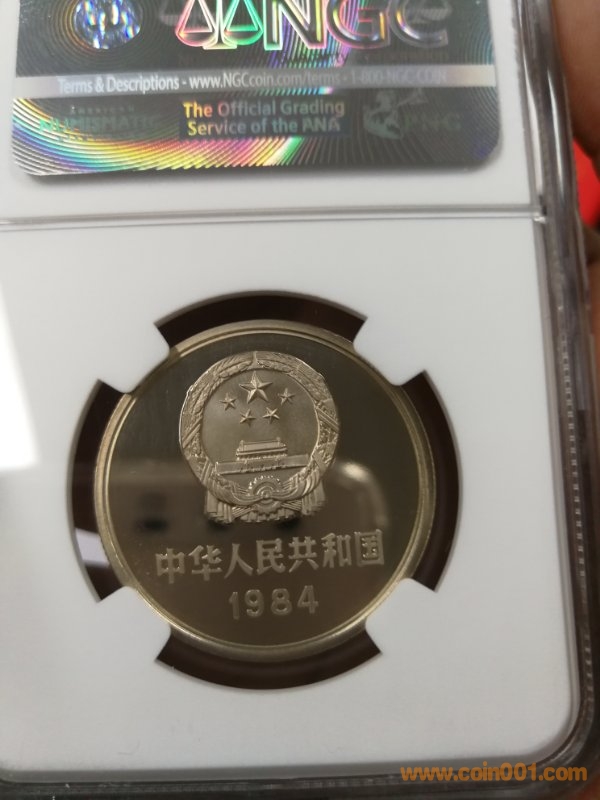 NGC
Terms & Descriptions - www.NGCcoin.com/terms - 1-800-NGC-COIN
NUMISMATIC
The Official Grading
Service of the ANA
PNG
中华人民共和国
1984
www.coin001.com